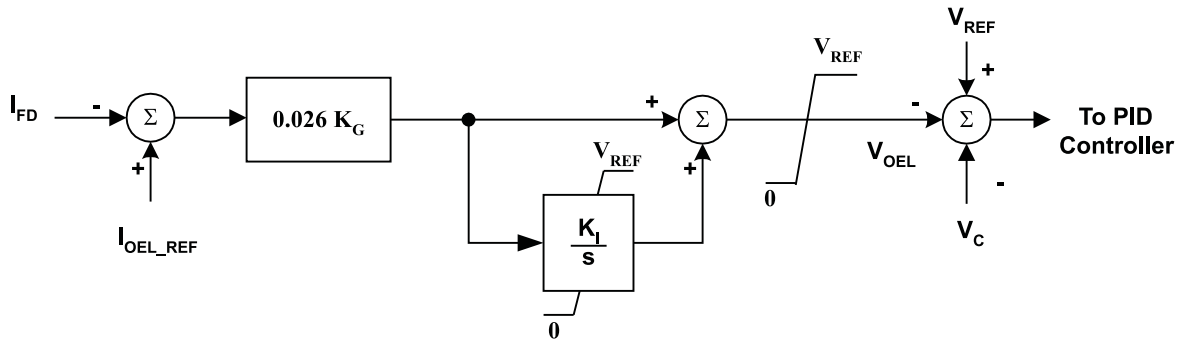 I_FD
-
Σ
+
I_OEL_REF
0.026 K_G
V_REF
K_I
s
0
+
Σ
+
V_REF
0
-
V_OEL
V_REF
+
Σ
-
V_C
To PID
Controller